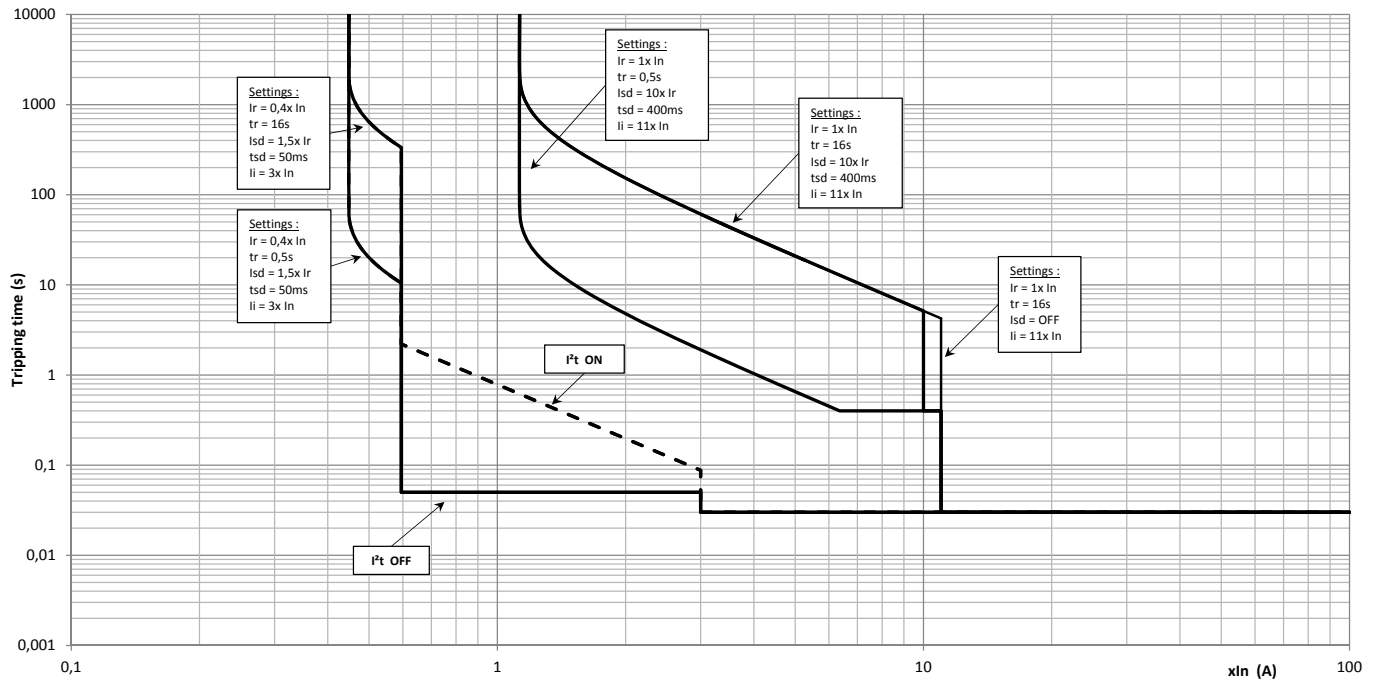 10000
1000
100
10
1
0,1
0,01
0,001
Tripping time (s)
0,1
1
10
100
xIn (A)
Settings :
Ir = 0,4x In
tr = 16s
Isd = 1,5x Ir
tsd = 50ms
Ii = 3x In
Settings :
Ir = 0,4x In
tr = 0,5s
Isd = 1,5x Ir
tsd = 50ms
Ii = 3x In
Settings :
Ir = 1x In
tr = 0,5s
Isd = 10x Ir
tsd = 400ms
Ii = 11x In
Settings :
Ir = 1x In
tr = 16s
Isd = 10x Ir
tsd = 400ms
Ii = 11x In
Settings :
Ir = 1x In
tr = 16s
Isd = OFF
Ii = 11x In
I²t ON
I²t OFF